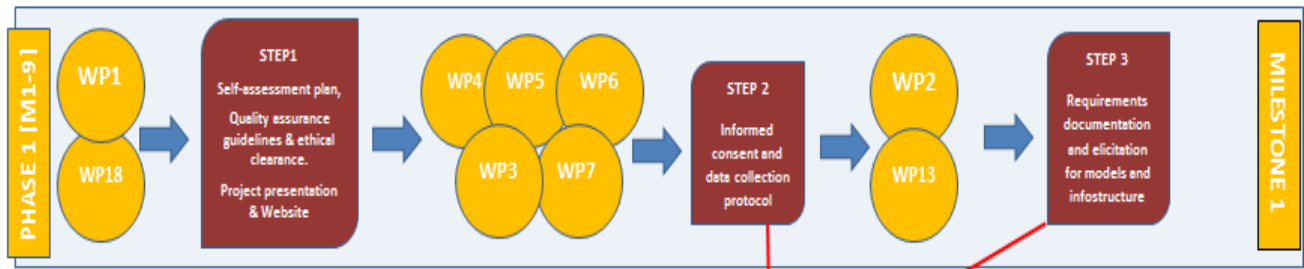 PHASE 1 [M1-9]
WP1
WP18
STEP1
Self-assessment plan,
Quality assurance
guidelines & ethical
clearance.
Project presentation
& Website
WP4
WP5
WP6
WP3
WP7
STEP 2
Informed
consent and
data collection
protocol
WP2
WP13
STEP 3
Requirements
documentation
and elicitation
for models and
infostructure
MILESTONE 1